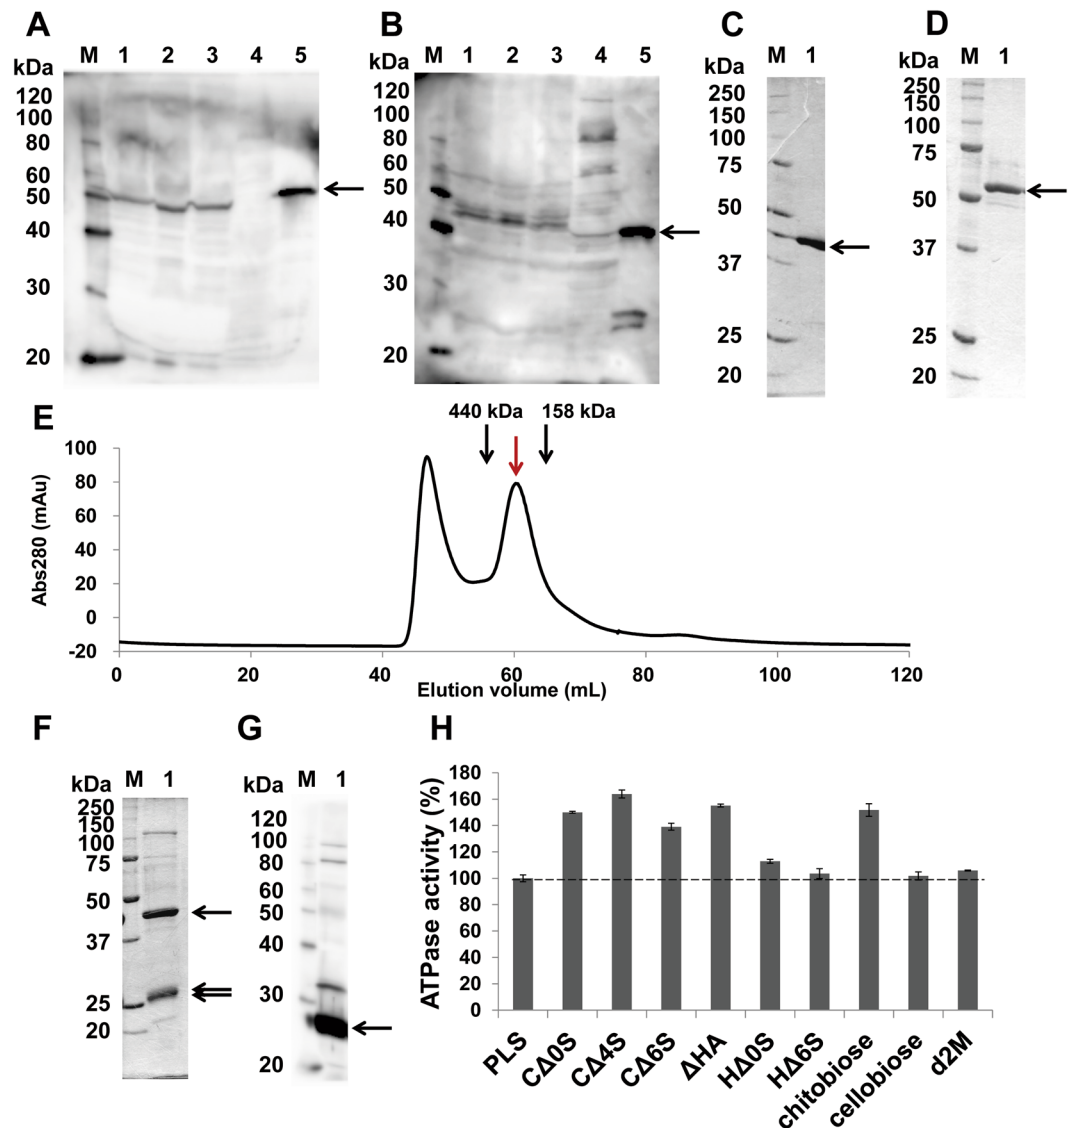 A
M 1 2 3 4 5
kDa
120
100
80
60
50
40
30
20
B
M 1 2 3 4 5
kDa
120
100
80
60
50
40
30
20
C
M 1
kDa
250
150
100
75
50
37
25
20
D
M 1
kDa
250
150
100
75
50
37
25
20
E
440 kDa 158 kDa
Abs280 (mAu)
100
80
60
40
20
0
-20
0 20 40 60 80 100 120
Elution volume (mL)
F
kDa M 1
250
150
100
75
50
37
25
20
G
kDa M 1
120
100
80
60
50
40
30
20
H
ATPase activity (%)
180
160
140
120
100
80
60
40
20
0
PLS
CΔ0S
CΔ4S
CΔ6S
ΔHA
HΔ0S
HΔ6S
chitobiose
cellobiose
d2M